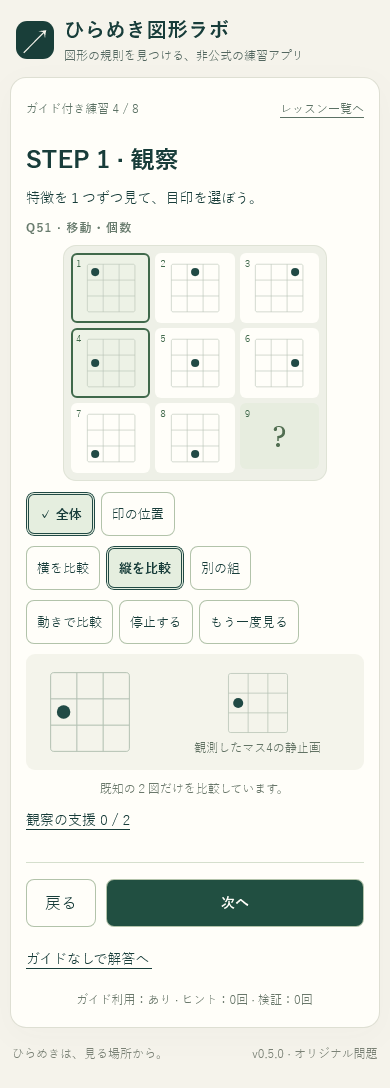 ひらめき図形ラボ
図形の規則を見つける、非公式の練習アプリ
ガイド付き練習 4 / 8
レッスン一覧へ
STEP 1・観察
特徴を1つずつ見て、目印を選ぼう。
Q51・移動・個数
1
2
3
4
5
6
7
8
9
?
✓ 全体
印の位置
横を比較
縦を比較
別の組
動きで比較
停止する
もう一度見る
観測したマス4の静止画
既知の2図だけを比較しています。
観察の支援 0 / 2
戻る
次へ
ガイドなしで解答へ
ガイド利用：あり・ヒント：0回・検証：0回
ひらめきは、見る場所から。
v0.5.0・オリジナル問題